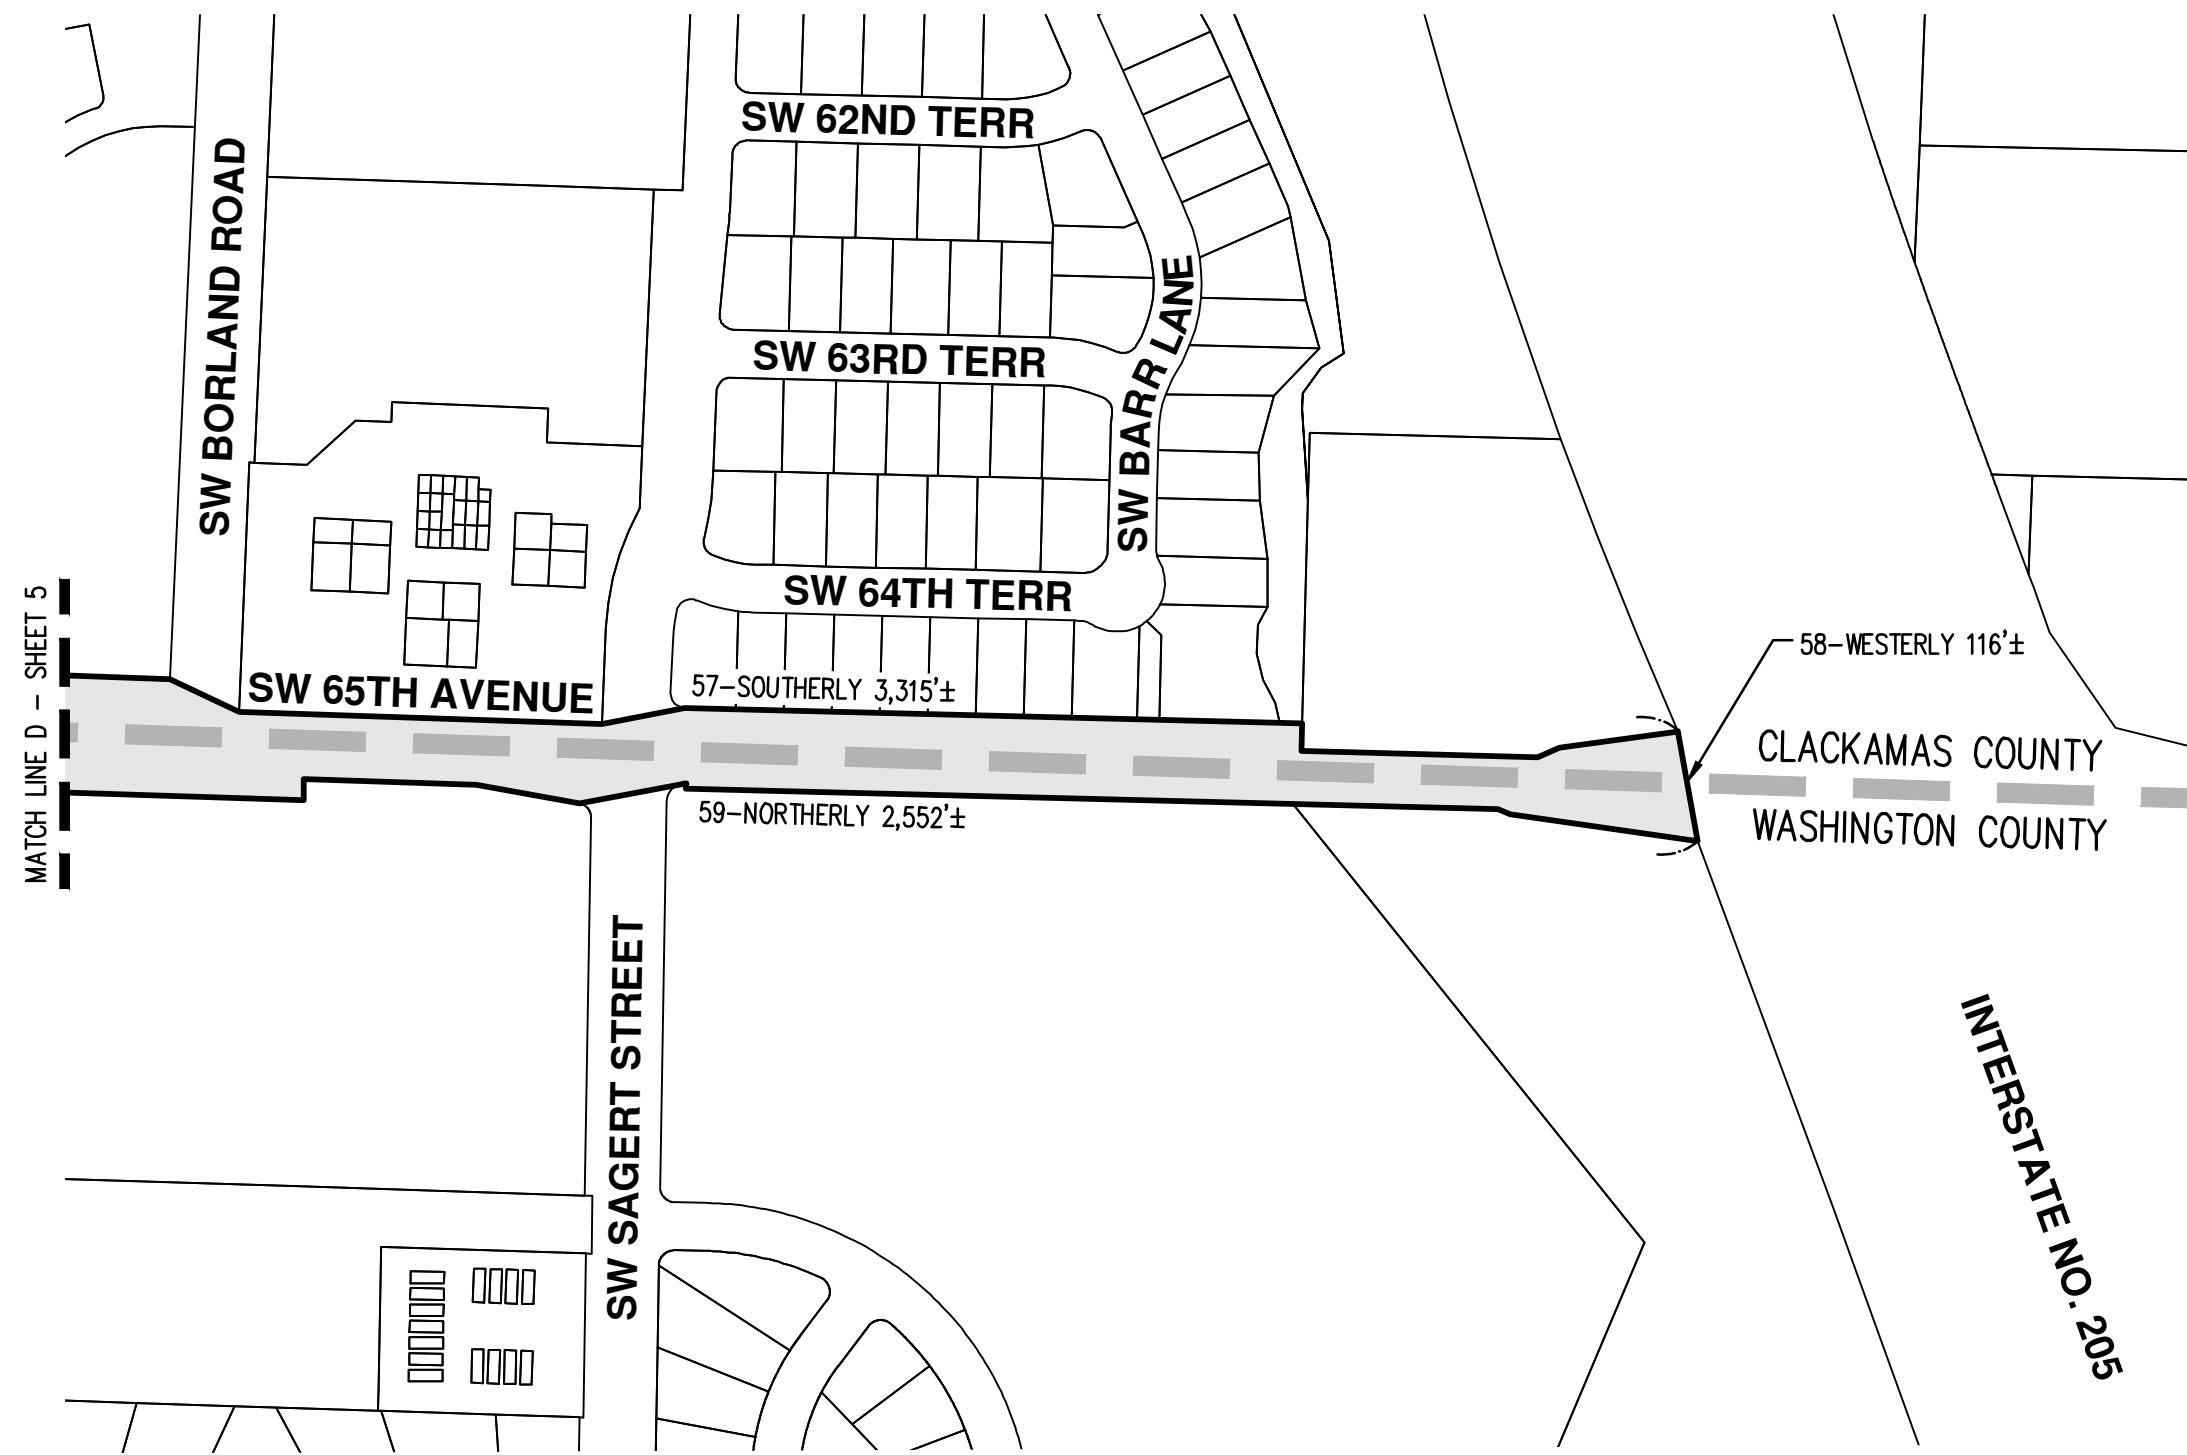 SW 62ND TERR
SW BORLAND ROAD
SW 63RD TERR
SW BARR LANE
SW 64TH TERR
MATCH LINE D - SHEET 5
SW 65TH AVENUE
57-SOUTHERLY 3,315'±
58-WESTERLY 116'±
CLACKAMAS COUNTY
59-NORTHERLY 2,552'±
WASHINGTON COUNTY
SW SAGERT STREET
INTERSTATE NO. 205